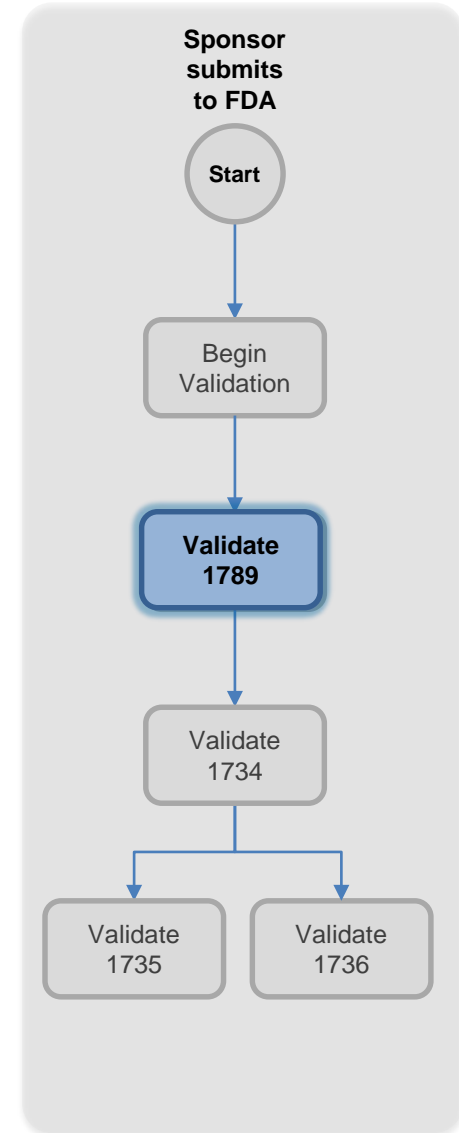 Sponsor
submits
to FDA
Start
Begin
Validation
Validate
1789
Validate
1734
Validate
1735
Validate
1736